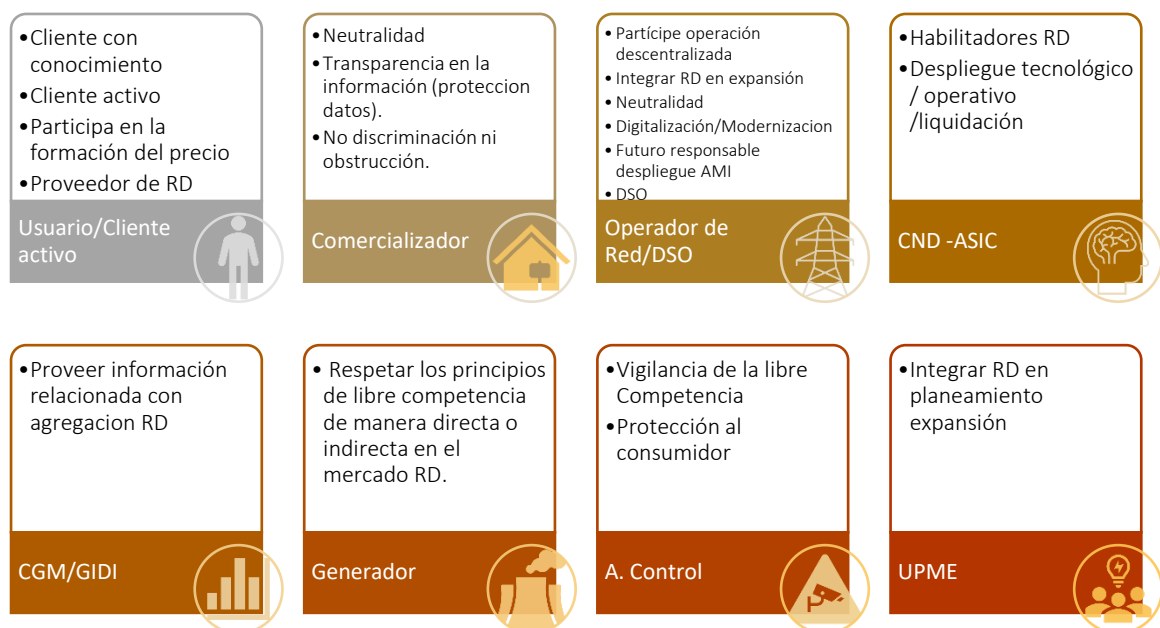 •Cliente con
conocimiento
•Cliente activo
•Participa en la
formación del precio
•Proveedor de RD
Usuario/Cliente
activo
•Neutralidad
•Transparencia en la
información (proteccion
datos).
•No discriminación ni
obstrucción.
Comercializador
•Partícipe operación
descentralizada
•Integrar RD en expansión
•Neutralidad
•Digitalización/Modernizacion
•Futuro responsable
despliegue AMI
•DSO
Operador de
Red/DSO
•Habilitadores RD
•Despliegue tecnológico
/ operativo
/liquidación
CND -ASIC
•Proveer información
relacionada con
agregacion RD
CGM/GIDI
• Respetar los principios
de libre competencia
de manera directa o
indirecta en el
mercado RD.
Generador
•Vigilancia de la libre
Competencia
•Protección al
consumidor
A. Control
•Integrar RD en
planeamiento
expansión
UPME